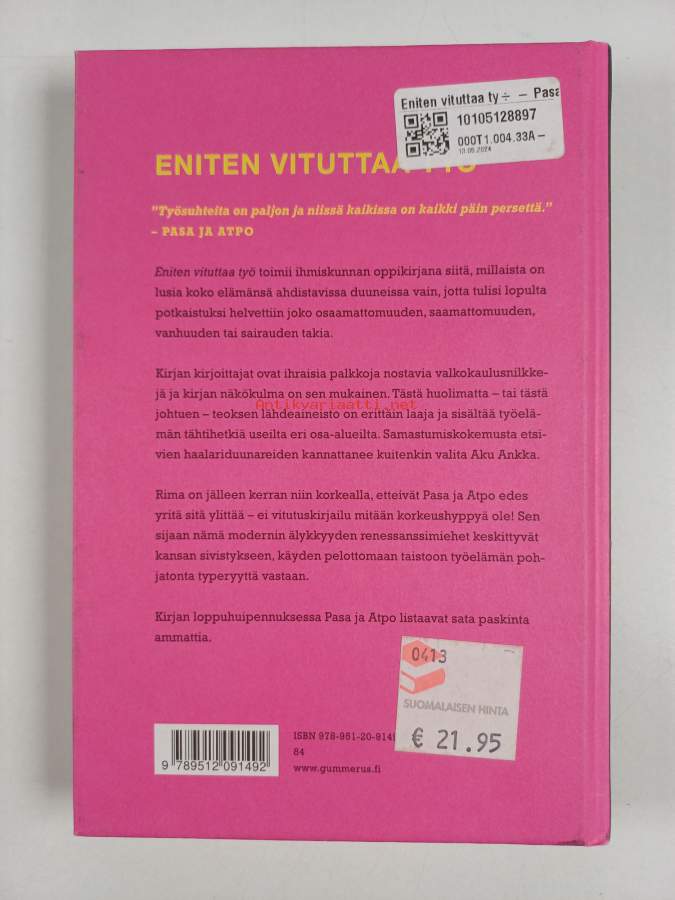 Eniten vituttaa ty÷ – Pasa
10105128897
000T1.004.33A –
13.06.2024
ENITEN VITUTTAA TYÖ
"Työsuhteita on paljon ja niissä kaikissa on kaikki päin persettä."
– PASA JA ATPO
Eniten vituttaa työ toimii ihmiskunnan oppikirjana siitä, millaista on
lusia koko elämänsä ahdistavissa duuneissa vain, jotta tulisi lopulta
potkaistuksi helvettiin joko osaamattomuuden, saamattomuuden,
vanhuuden tai sairauden takia.
Kirjan kirjoittajat ovat ihraisia palkkoja nostavia valkokaulusnilkke-
jä ja kirjan näkökulma on sen mukainen. Tästä huolimatta – tai tästä
Antikvariaatti.net
johtuen – teoksen lähdeaineisto on erittäin laaja ja sisältää työelä-
män tähtihetkiä useilta eri osa-alueilta. Samastumiskokemusta etsi-
vien haalariduunareiden kannattanee kuitenkin valita Aku Ankka.
Rima on jälleen kerran niin korkealla, etteivät Pasa ja Atpo edes
yritä sitä ylittää – ei vitutuskirjailu mitään korkeushyppyä ole! Sen
sijaan nämä modernin älykkyyden renessanssimiehet keskittyvät
kansan sivistykseen, käyden pelottomaan taistoon työelämän poh-
jatonta typeryyttä vastaan.
Kirjan loppuhuipennuksessa Pasa ja Atpo listaavat sata paskinta
ammattia.
0413
SUOMALAISEN HINTA
€ 21.95
ISBN 978-951-20-914
84
www.gummerus.fi
9 789512 091492